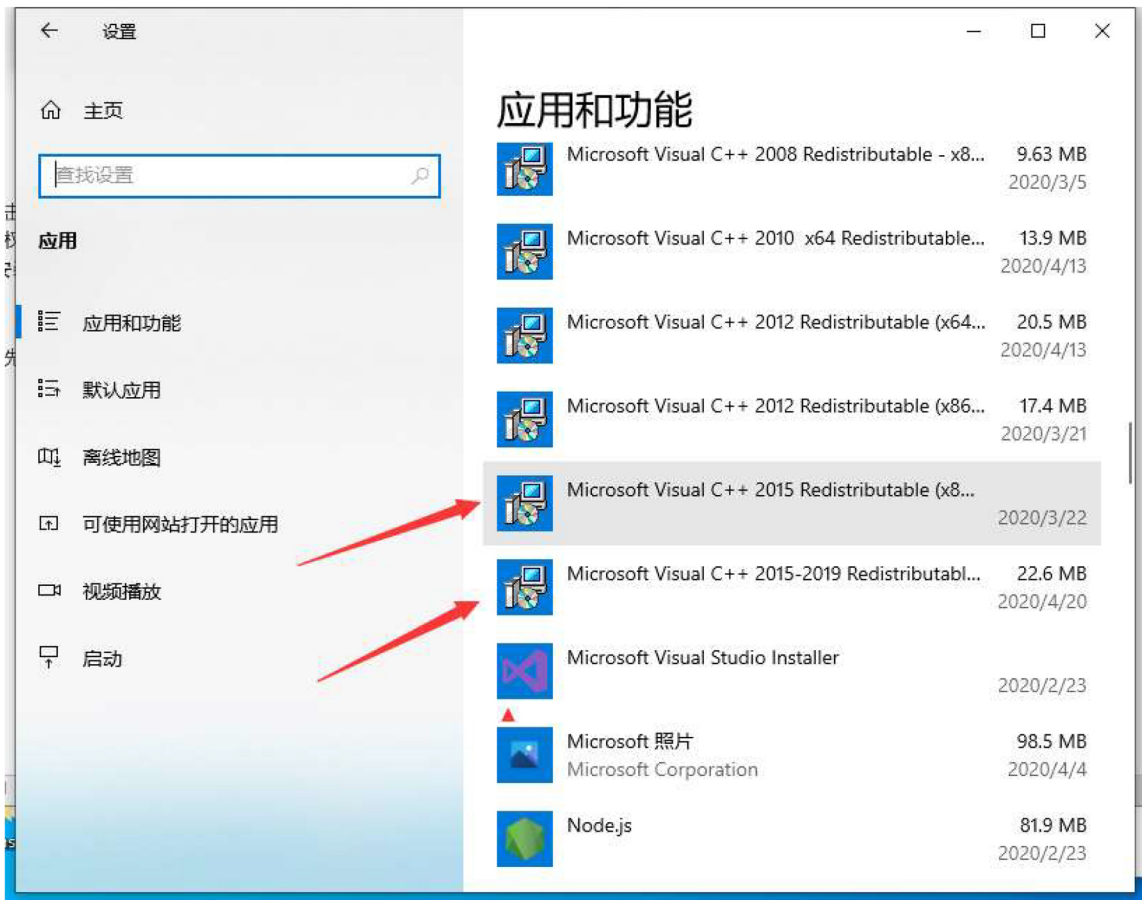 设置
主页
查找设置
应用
应用和功能
默认应用
离线地图
可使用网站打开的应用
视频播放
启动
应用和功能
Microsoft Visual C++ 2008 Redistributable - x8... 9.63 MB
2020/3/5
Microsoft Visual C++ 2010 x64 Redistributable... 13.9 MB
2020/4/13
Microsoft Visual C++ 2012 Redistributable (x64... 20.5 MB
2020/4/13
Microsoft Visual C++ 2012 Redistributable (x86... 17.4 MB
2020/3/21
Microsoft Visual C++ 2015 Redistributable (x8...
2020/3/22
Microsoft Visual C++ 2015-2019 Redistributabl... 22.6 MB
2020/4/20
Microsoft Visual Studio Installer
2020/2/23
Microsoft 照片 98.5 MB
Microsoft Corporation 2020/4/4
Node.js 81.9 MB
2020/2/23